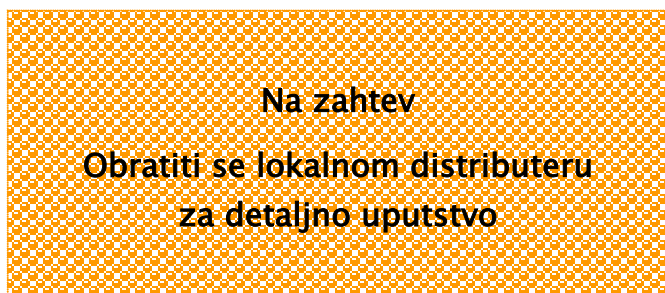 Na zahtev
Obratiti se lokalnom distributeru
za detaljno uputstvo